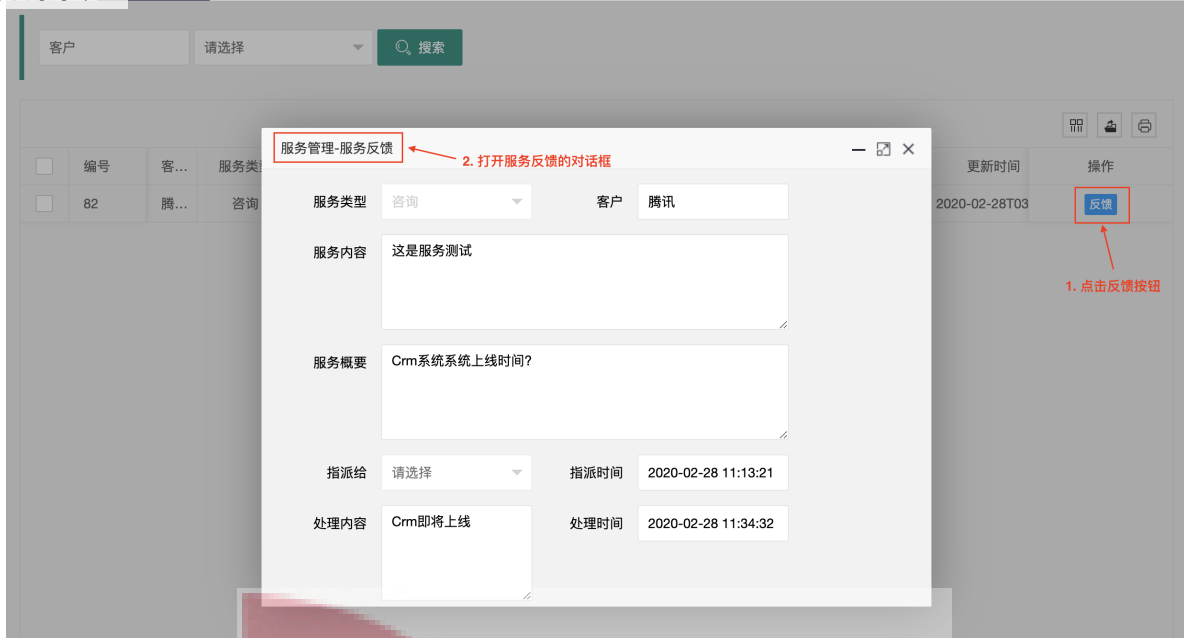 客户 请选择 搜索
服务管理-服务反馈
2. 打开服务反馈的对话框
编号 客... 服务类 更新时间 操作
服务类型 咨询 客户 腾讯
82 腾... 咨询 2020-02-28T03 反馈
服务内容 这是服务测试
1. 点击反馈按钮
服务概要 Crm系统系统上线时间?
指派给 请选择 指派时间 2020-02-28 11:13:21
处理内容 Crm即将上线 处理时间 2020-02-28 11:34:32